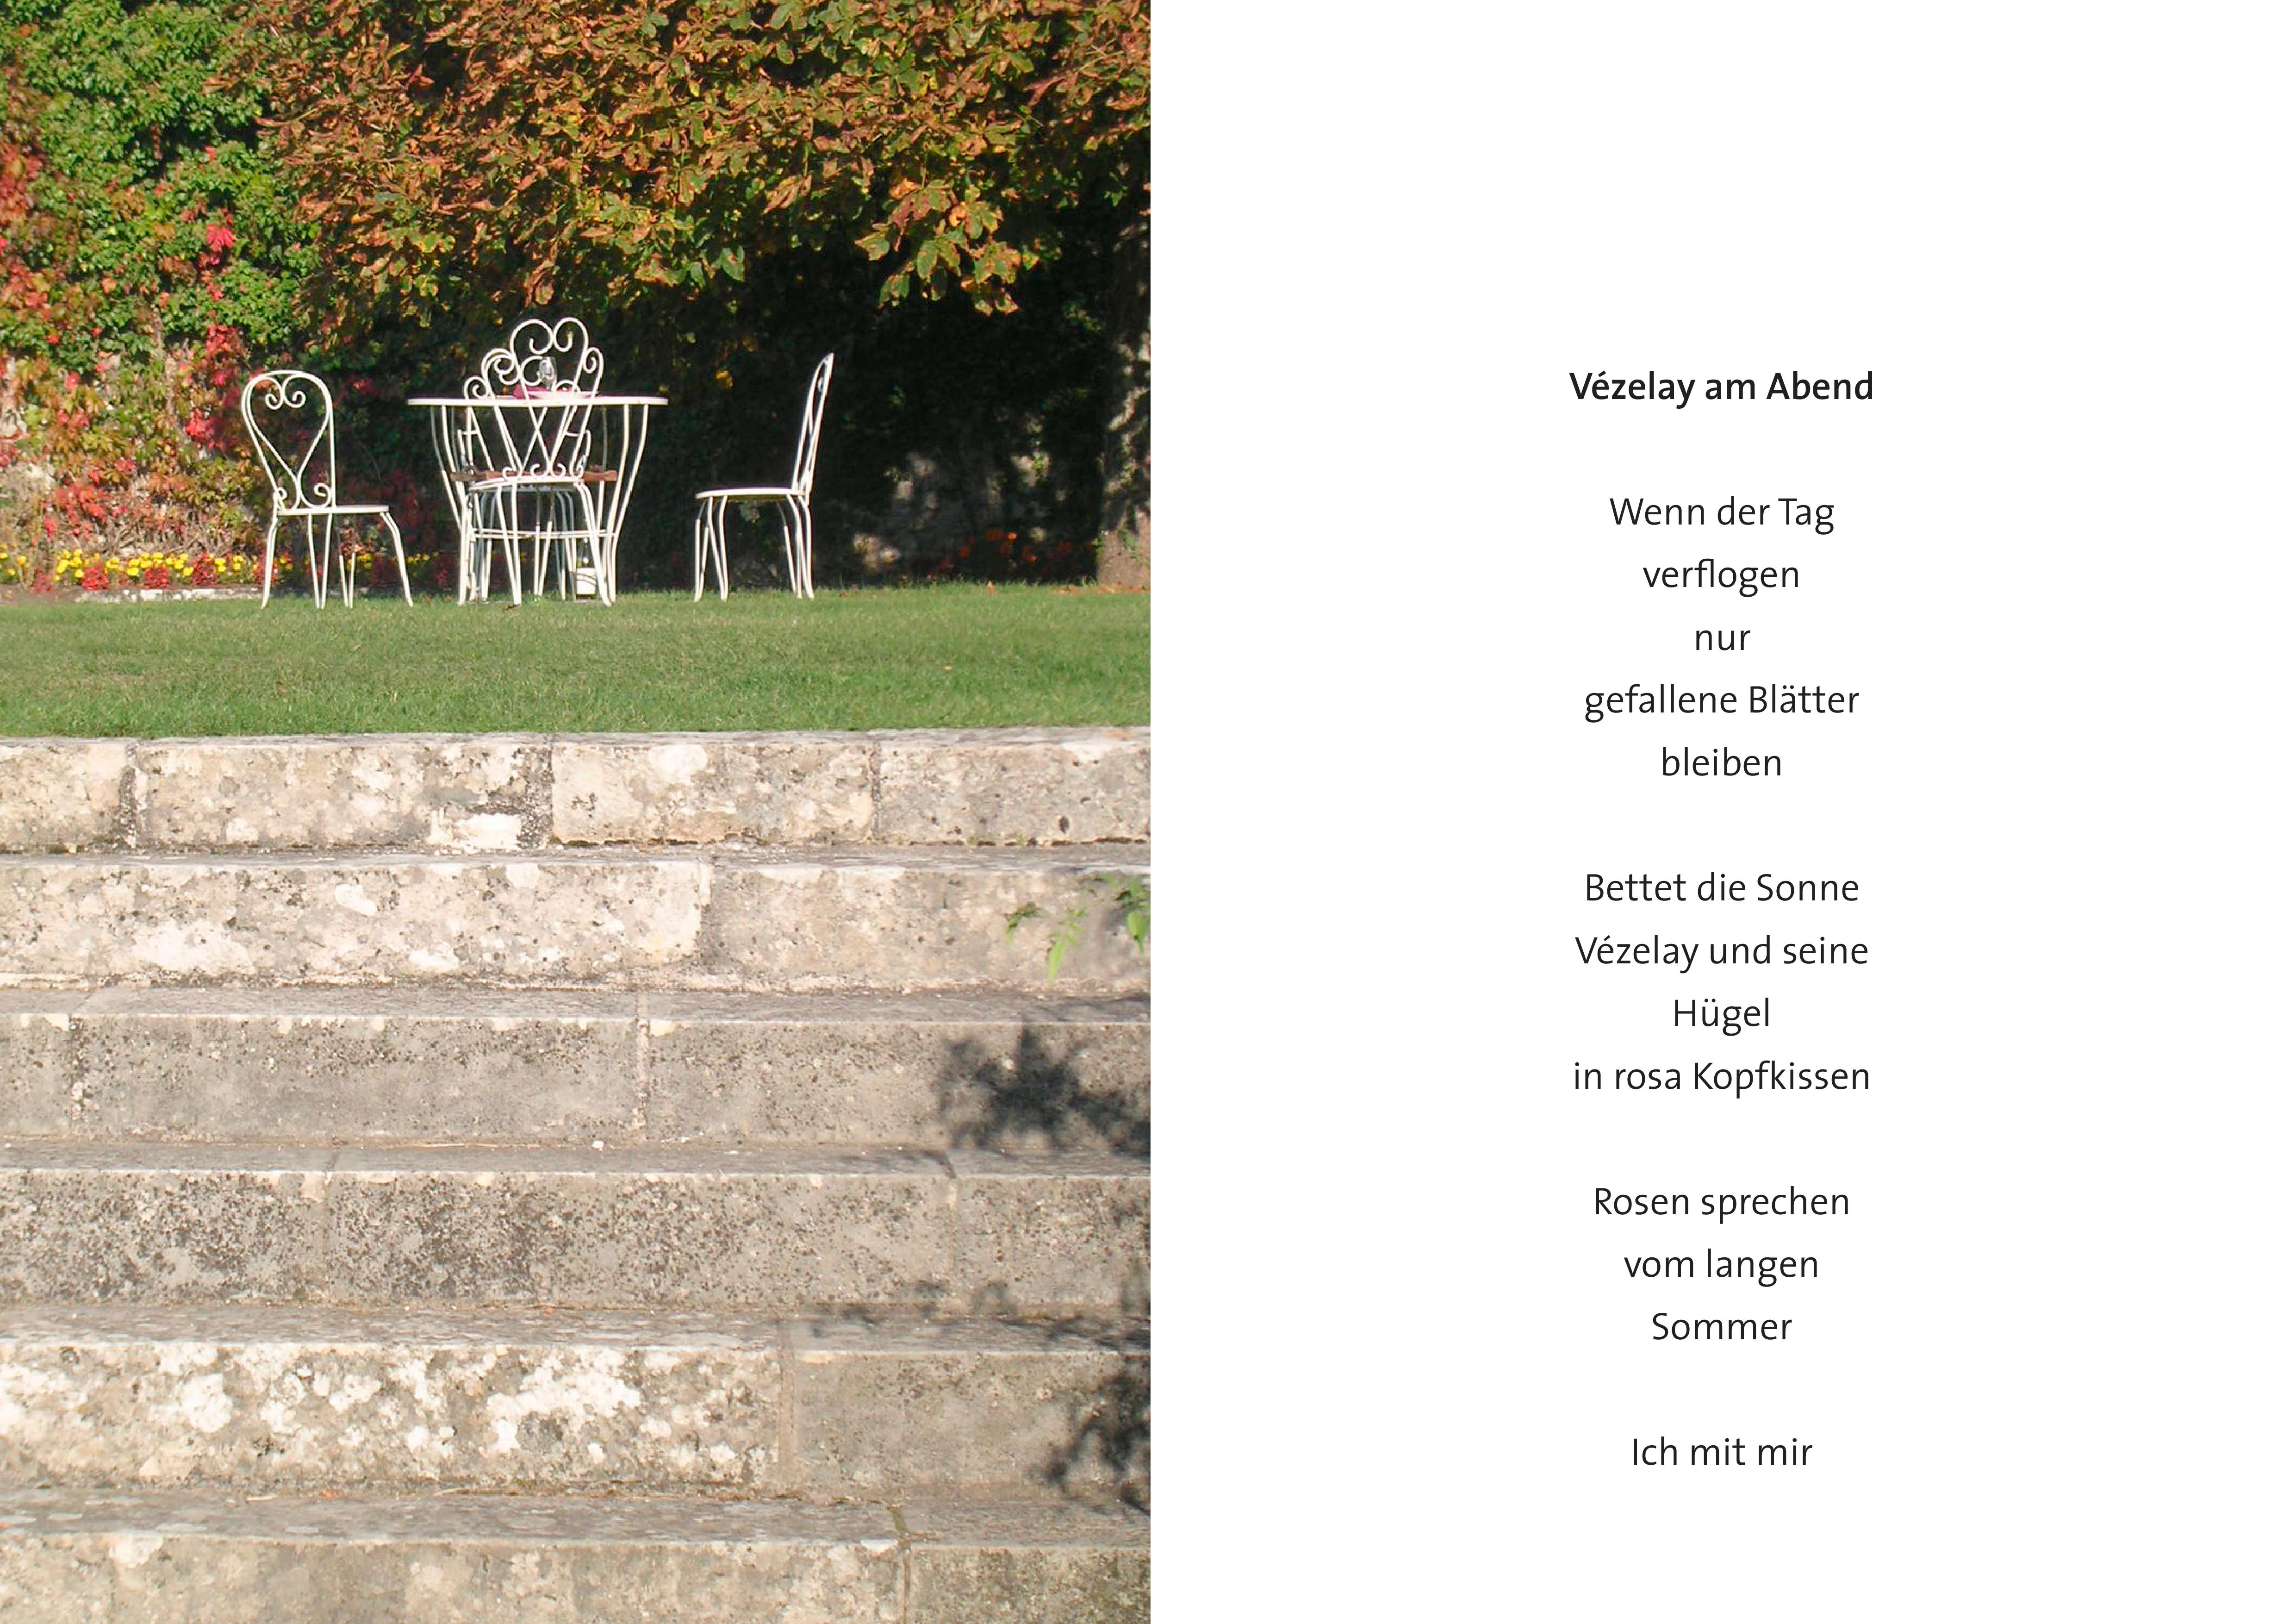 Vézelay am Abend
Wenn der Tag
verflogen
nur
gefallene Blätter
bleiben
Bettet die Sonne
Vézelay und seine
Hügel
in rosa Kopfkissen
Rosen sprechen
vom langen
Sommer
Ich mit mir